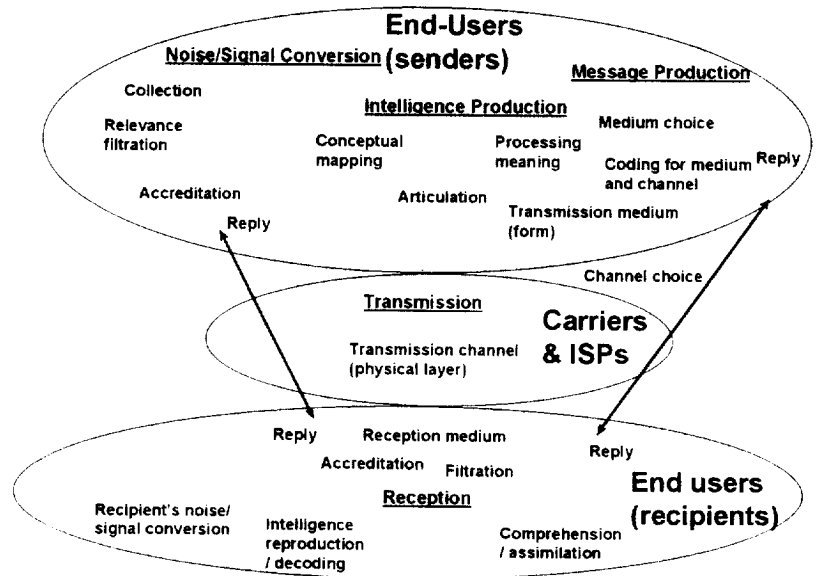 End-Users
(senders)
Noise/Signal Conversion
Message Production
Collection
Intelligence Production
Relevance
filtration
Medium choice
Conceptual
mapping
Processing
meaning
Coding for medium
and channel
Reply
Accreditation
Articulation
Reply
Transmission medium
(form)
Channel choice
Transmission
Carriers
& ISPs
Transmission channel
(physical layer)
Reply
Reception medium
Reply
Accreditation
Filtration
Reception
End users
(recipients)
Recipient's noise/
signal conversion
Intelligence
reproduction
/ decoding
Comprehension
/ assimilation